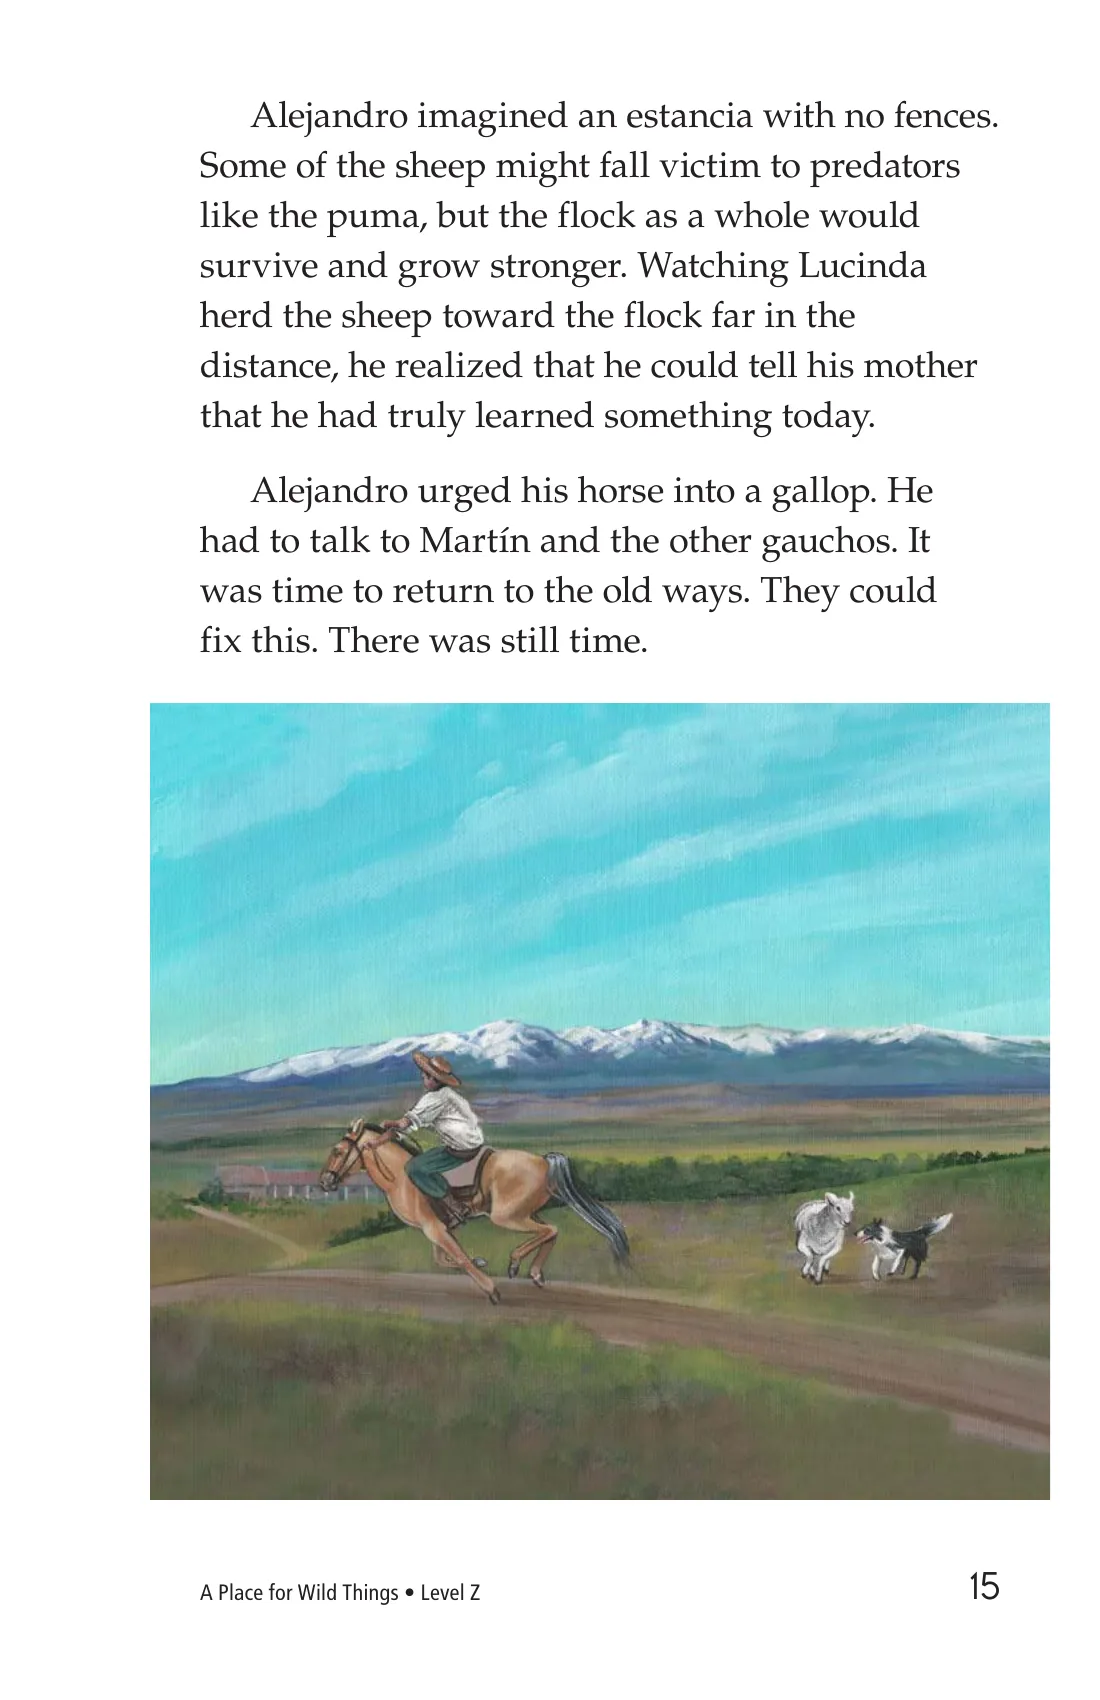 Alejandro imagined an estancia with no fences.
Some of the sheep might fall victim to predators
like the puma, but the flock as a whole would
survive and grow stronger. Watching Lucinda
herd the sheep toward the flock far in the
distance, he realized that he could tell his mother
that he had truly learned something today.
Alejandro urged his horse into a gallop. He
had to talk to Martín and the other gauchos. It
was time to return to the old ways. They could
fix this. There was still time.
A Place for Wild Things • Level Z
15